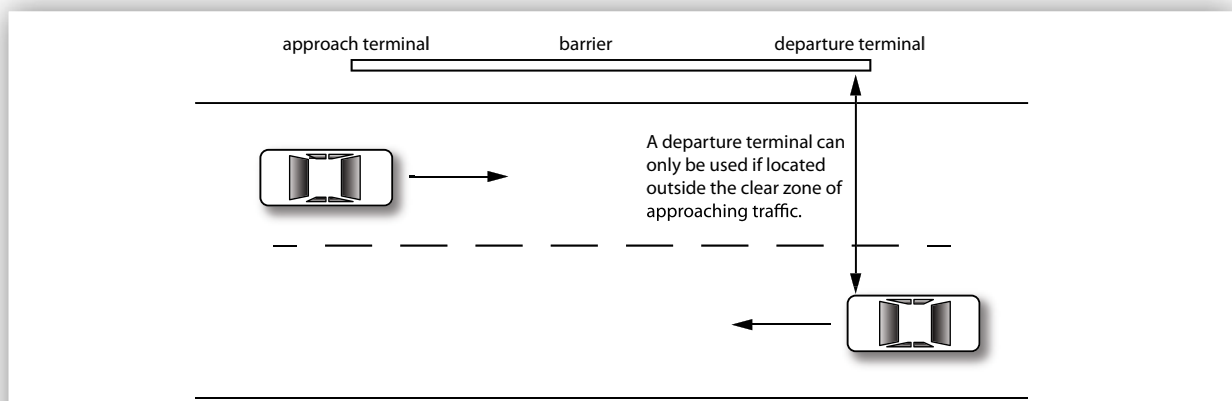 approach terminal barrier departure terminal
A departure terminal can
only be used if located
outside the clear zone of
approaching traffic.